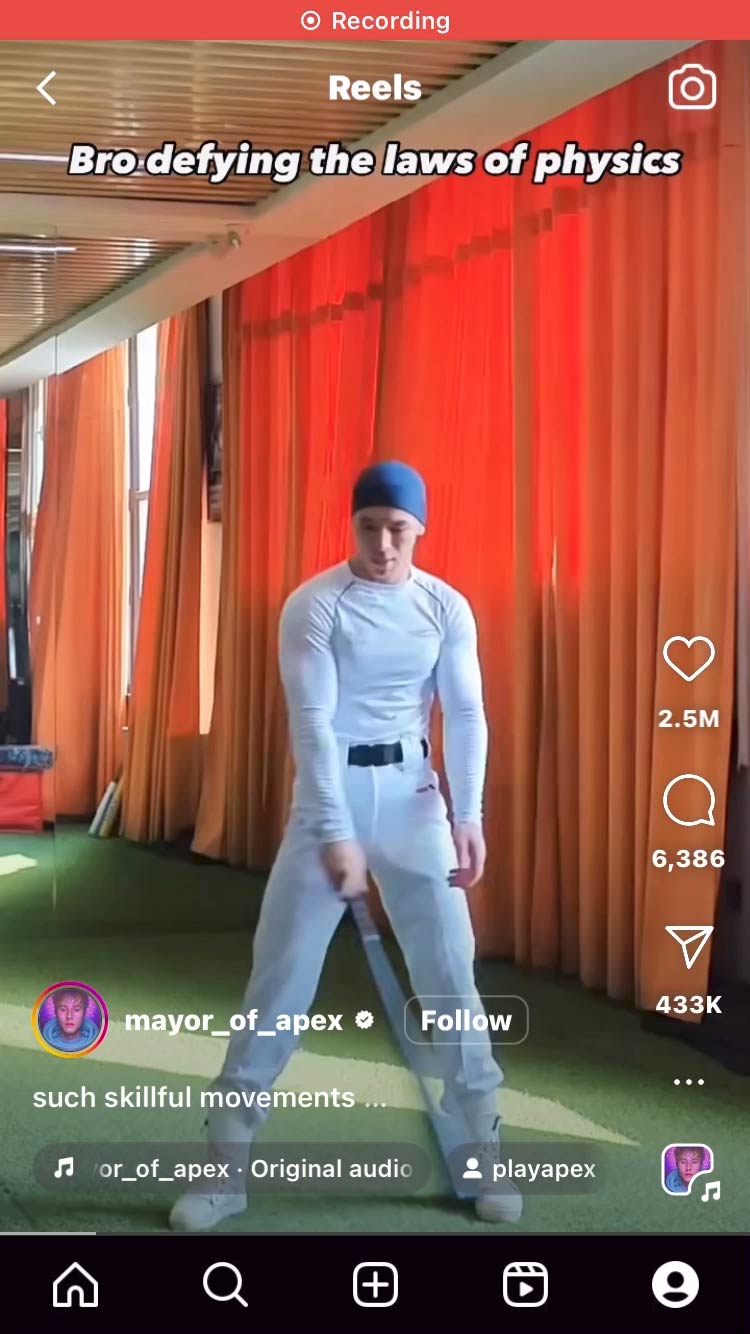 Recording
Reels
Bro defying the laws of physics
2.5M
6,386
433K
mayor_of_apex
Follow
such skillful movements ...
or_of_apex · Original audio
playapex